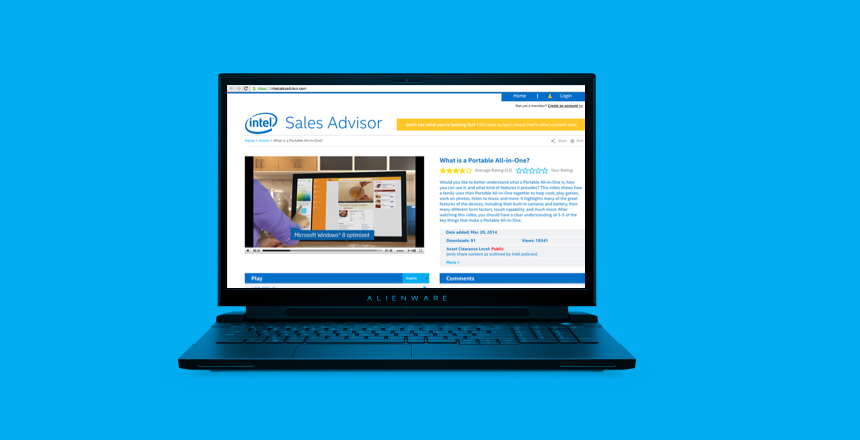 https://intelsalesadvisor.com
Home | Login
Not yet a member? Create an account >>
intel Sales Advisor
Don't see what you're looking for? Click here to search Intel's other content sites.
Home > Assets > What is a Portable All-in-One?
Share Print
What is a Portable All-in-One?
Average Rating (22) Your Rating
Would you like to better understand what a Portable All-in-One is, how
you can use it, and what kind of features it provides? This video shows how
a family uses their Portable All-in-One together to help cook, play games,
work on photos, listen to music and more. It highlights many of the great
features of the devices, including their built-in cameras and battery, their
many different form factors, touch capability, and much more. After
watching this video, you should have a clear understanding of 3-5 of the
key things that make a Portable All-in-One.
Microsoft Windows* 8 optimized
Date added: Mar. 20, 2014
Downloads: 91 Views: 18341
Asset Clearance Level: Public
(only share content as outlined by Intel policies)
More +
Play English
Comments
ALIENWARE